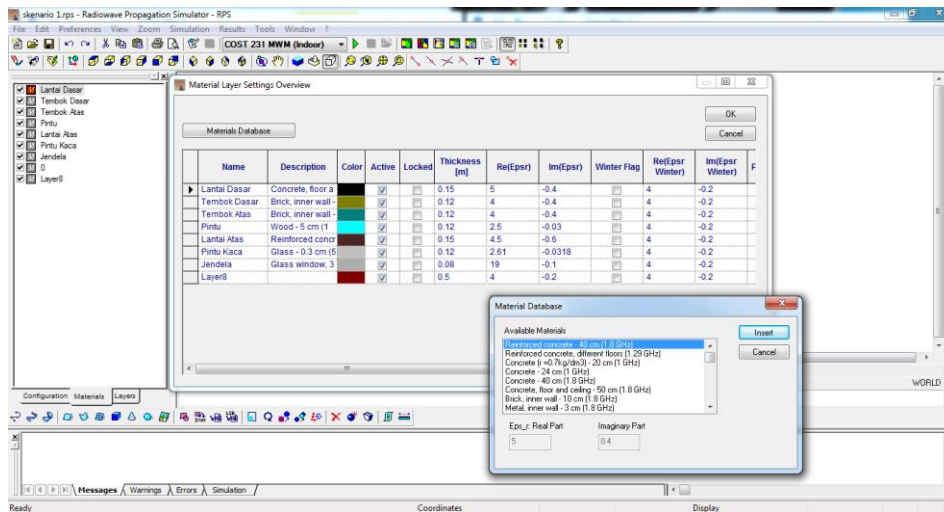 skenario 1.rps - Radiowave Propagation Simulator - RPS
File Edit Preferences View Zoom Simulation Results Tools Window ?
COST 231 MWM (Indoor)
Lantai Dasar
Tembok Dasar
Tembok Atas
Pintu
Lantai Atas
Pintu Kaca
Jendela
0
Layer8
Configuration Materials Layers
Material Layer Settings Overview
OK
Materials Database
Cancel
Name Description Color Active Locked Thickness [m] Re(Epsr) Im(Epsr) Winter Flag Re(Epsr Winter) Im(Epsr Winter) F
Lantai Dasar Concrete, floor a 0.15 5 -0.4 4 -0.2
Tembok Dasar Brick, inner wall - 0.12 4 -0.4 4 -0.2
Tembok Atas Brick, inner wall - 0.12 4 -0.4 4 -0.2
Pintu Wood - 5 cm (1 0.12 2.5 -0.03 4 -0.2
Lantai Atas Reinforced concr 0.15 4.5 -0.6 4 -0.2
Pintu Kaca Glass - 0.3 cm (5 0.12 2.61 -0.0318 4 -0.2
Jendela Glass window, 3 0.08 19 -0.1 4 -0.2
Layer8 0.5 4 -0.2 4 -0.2
Material Database
Available Materials
Insert
Cancel
Reinforced concrete - 40 cm (1.8 GHz)
Reinforced concrete, different floors (1.29 GHz)
Concrete (r =0.7kg/dm3) - 20 cm (1 GHz)
Concrete - 24 cm (1 GHz)
Concrete - 40 cm (1.8 GHz)
Concrete, floor and ceiling - 50 cm (1.8 GHz)
Brick, inner wall - 10 cm (1.8 GHz)
Metal, inner wall - 3 cm (1.8 GHz)
Eps_r: Real Part Imaginary Part
5 0.4
WORLD
Messages Warnings Errors Simulation
Ready Coordinates Display